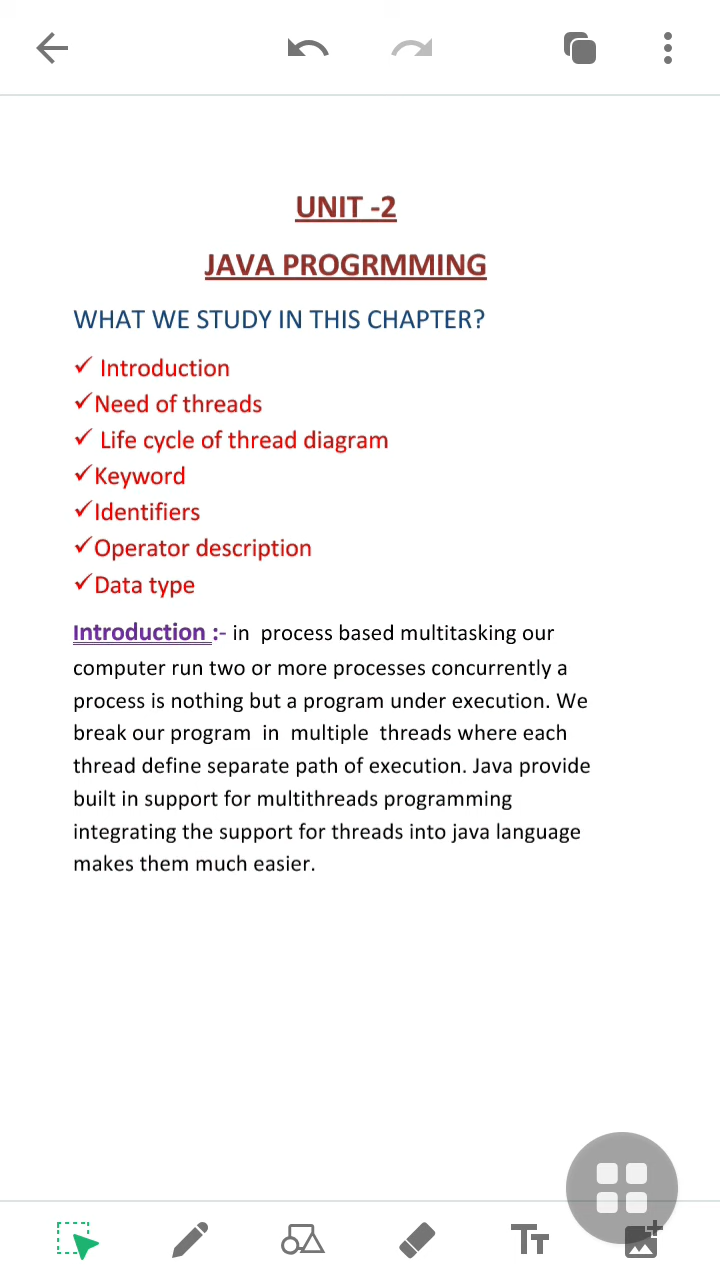 UNIT -2
JAVA PROGRMMING
WHAT WE STUDY IN THIS CHAPTER?
✓ Introduction
✓Need of threads
✓ Life cycle of thread diagram
✓Keyword
✓Identifiers
✓Operator description
✓Data type
Introduction :- in  process based multitasking our
computer run two or more processes concurrently a
process is nothing but a program under execution. We
break our program  in  multiple  threads where each
thread define separate path of execution. Java provide
built in support for multithreads programming
integrating the support for threads into java language
makes them much easier.
TT